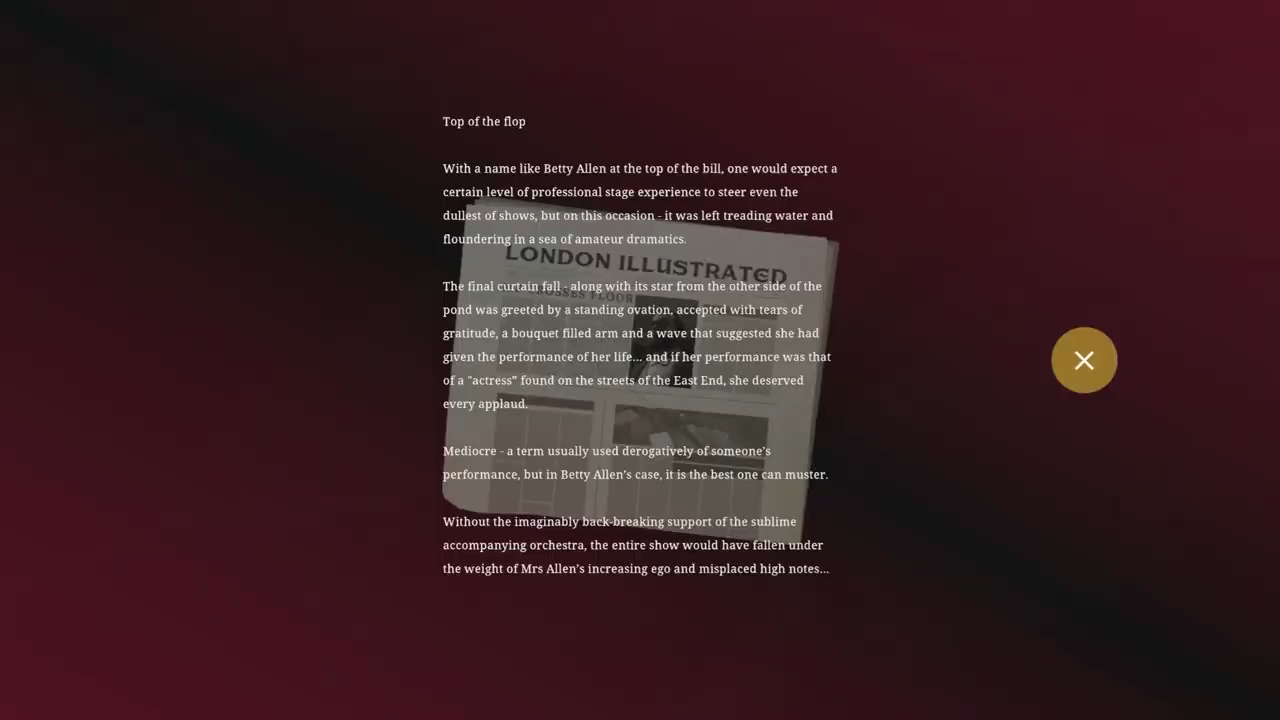 Top of the flop
With a name like Betty Allen at the top of the bill, one would expect a
certain level of professional stage experience to steer even the
dullest of shows, but on this occasion - it was left treading water and
floundering in a sea of amateur dramatics.
LONDON ILLUSTRATED
The final curtain fall - along with its star from the other side of the
pond was greeted by a standing ovation, accepted with tears of
gratitude, a bouquet filled arm and a wave that suggested she had
given the performance of her life... and if her performance was that
of a "actress" found on the streets of the East End, she deserved
every applaud.
Mediocre - a term usually used derogatively of someone's
performance, but in Betty Allen's case, it is the best one can muster.
Without the imaginably back-breaking support of the sublime
accompanying orchestra, the entire show would have fallen under
the weight of Mrs Allen's increasing ego and misplaced high notes...